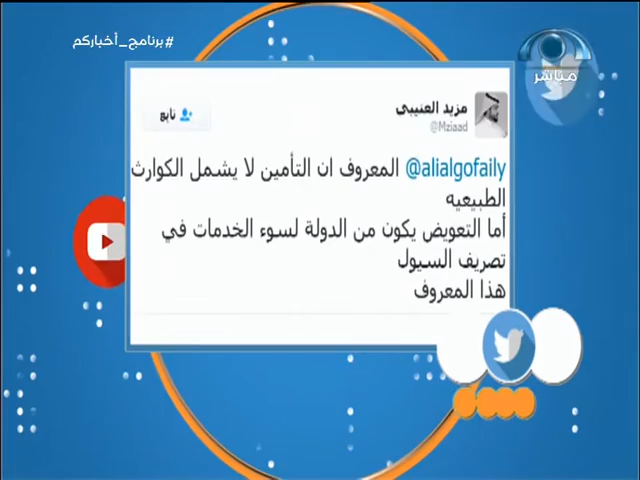 #برنامج_أخباركم
مباشر
مزيد العتيبى
@Mziaad
تابع
@alialgofaily المعروف ان التأمين لا يشمل الكوارث
الطبيعيه
أما التعويض يكون من الدولة لسوء الخدمات في
تصريف السيول
هذا المعروف